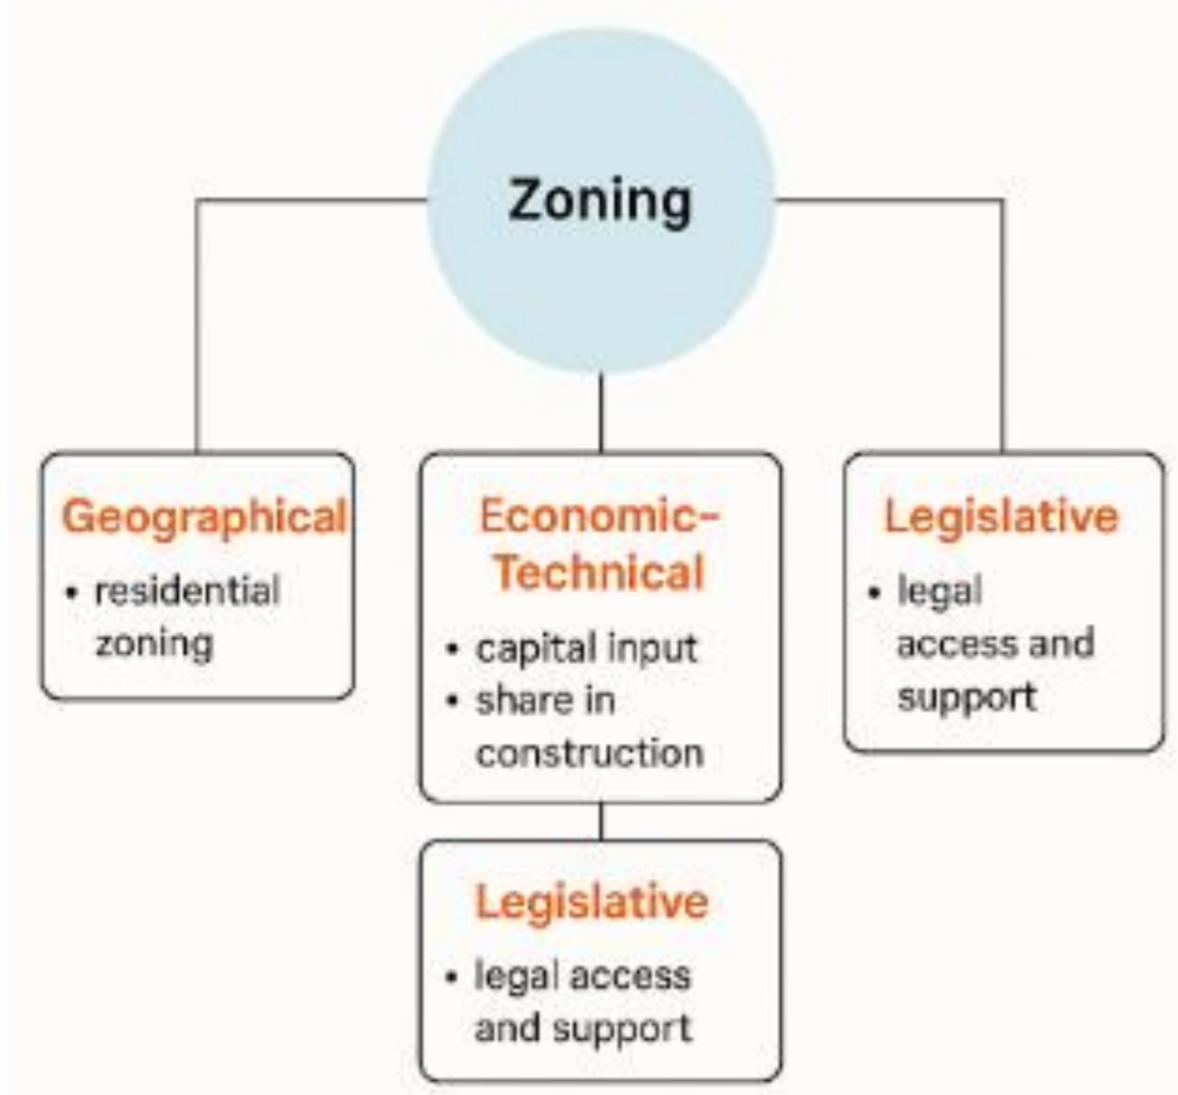 Zoning
Geographical
• residential
zoning
Economic-
Technical
• capital input
• share in
construction
Legislative
• legal
access and
support
Legislative
• legal access
and support